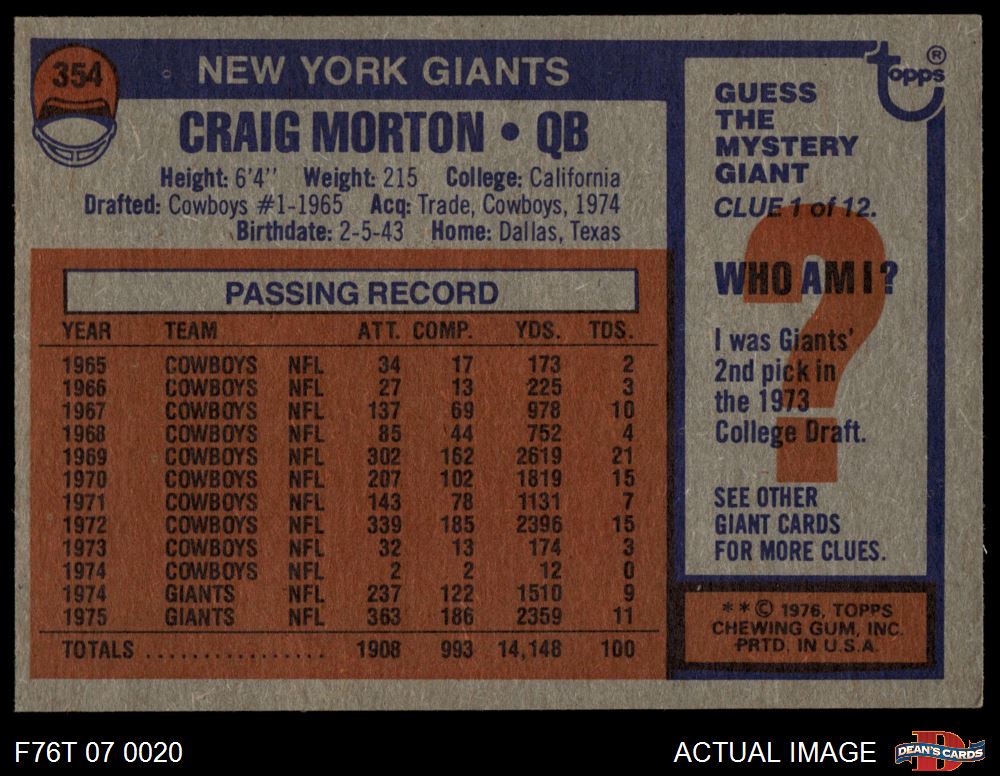 354
NEW YORK GIANTS
CRAIG MORTON • QB
Height: 6'4" Weight: 215 College: California
Drafted: Cowboys #1-1965 Acq: Trade, Cowboys, 1974
Birthdate: 2-5-43 Home: Dallas, Texas
PASSING RECORD
YEAR TEAM ATT. COMP. YDS. TDS.
1965 COWBOYS NFL 34 17 173 2
1966 COWBOYS NFL 27 13 225 3
1967 COWBOYS NFL 137 69 978 10
1968 COWBOYS NFL 85 44 752 4
1969 COWBOYS NFL 302 162 2619 21
1970 COWBOYS NFL 207 102 1819 15
1971 COWBOYS NFL 143 78 1131 7
1972 COWBOYS NFL 339 185 2396 15
1973 COWBOYS NFL 32 13 174 3
1974 COWBOYS NFL 2 2 12 0
1974 GIANTS NFL 237 122 1510 9
1975 GIANTS NFL 363 186 2359 11
TOTALS ................ 1908 993 14,148 100
topps ®
GUESS
THE
MYSTERY
GIANT
CLUE 1 of 12.
?
WHO AM I?
I was Giants'
2nd pick in
the 1973
College Draft.
SEE OTHER
GIANT CARDS
FOR MORE CLUES.
* * © 1976, TOPPS
CHEWING GUM, INC.
PRTD. IN U.S.A.
F76T 07 0020
ACTUAL IMAGE
D
DEAN'S CARDS